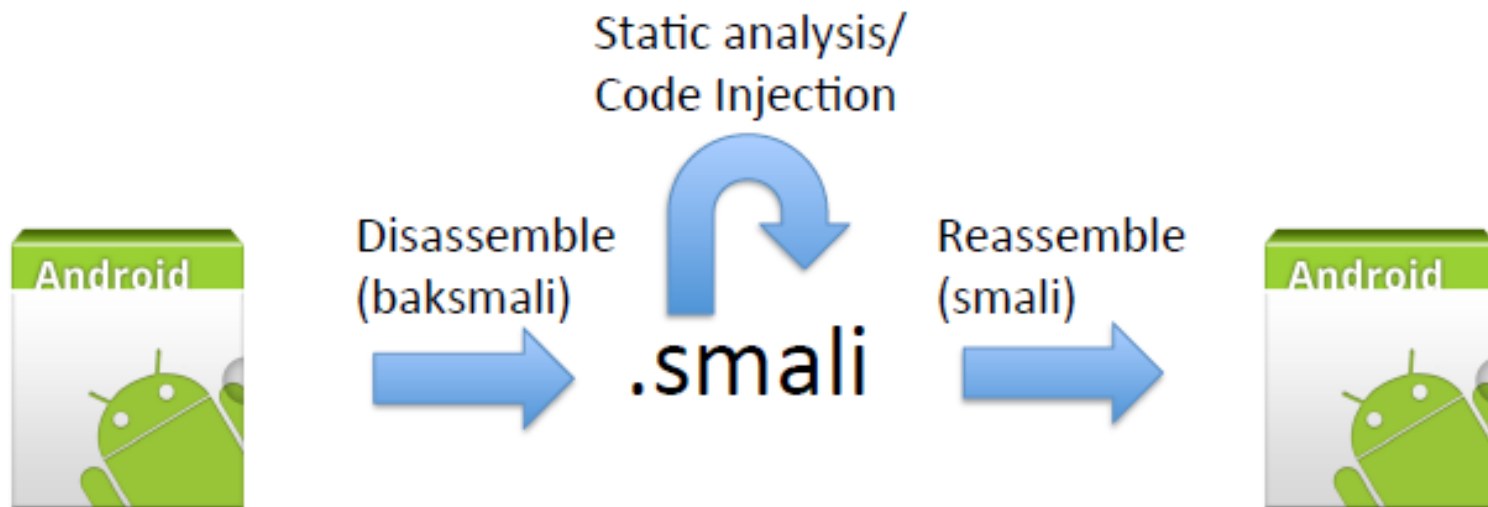 Static analysis/
Code Injection
Disassemble
(baksmali)
Reassemble
(smali)
Android
.smali
Android